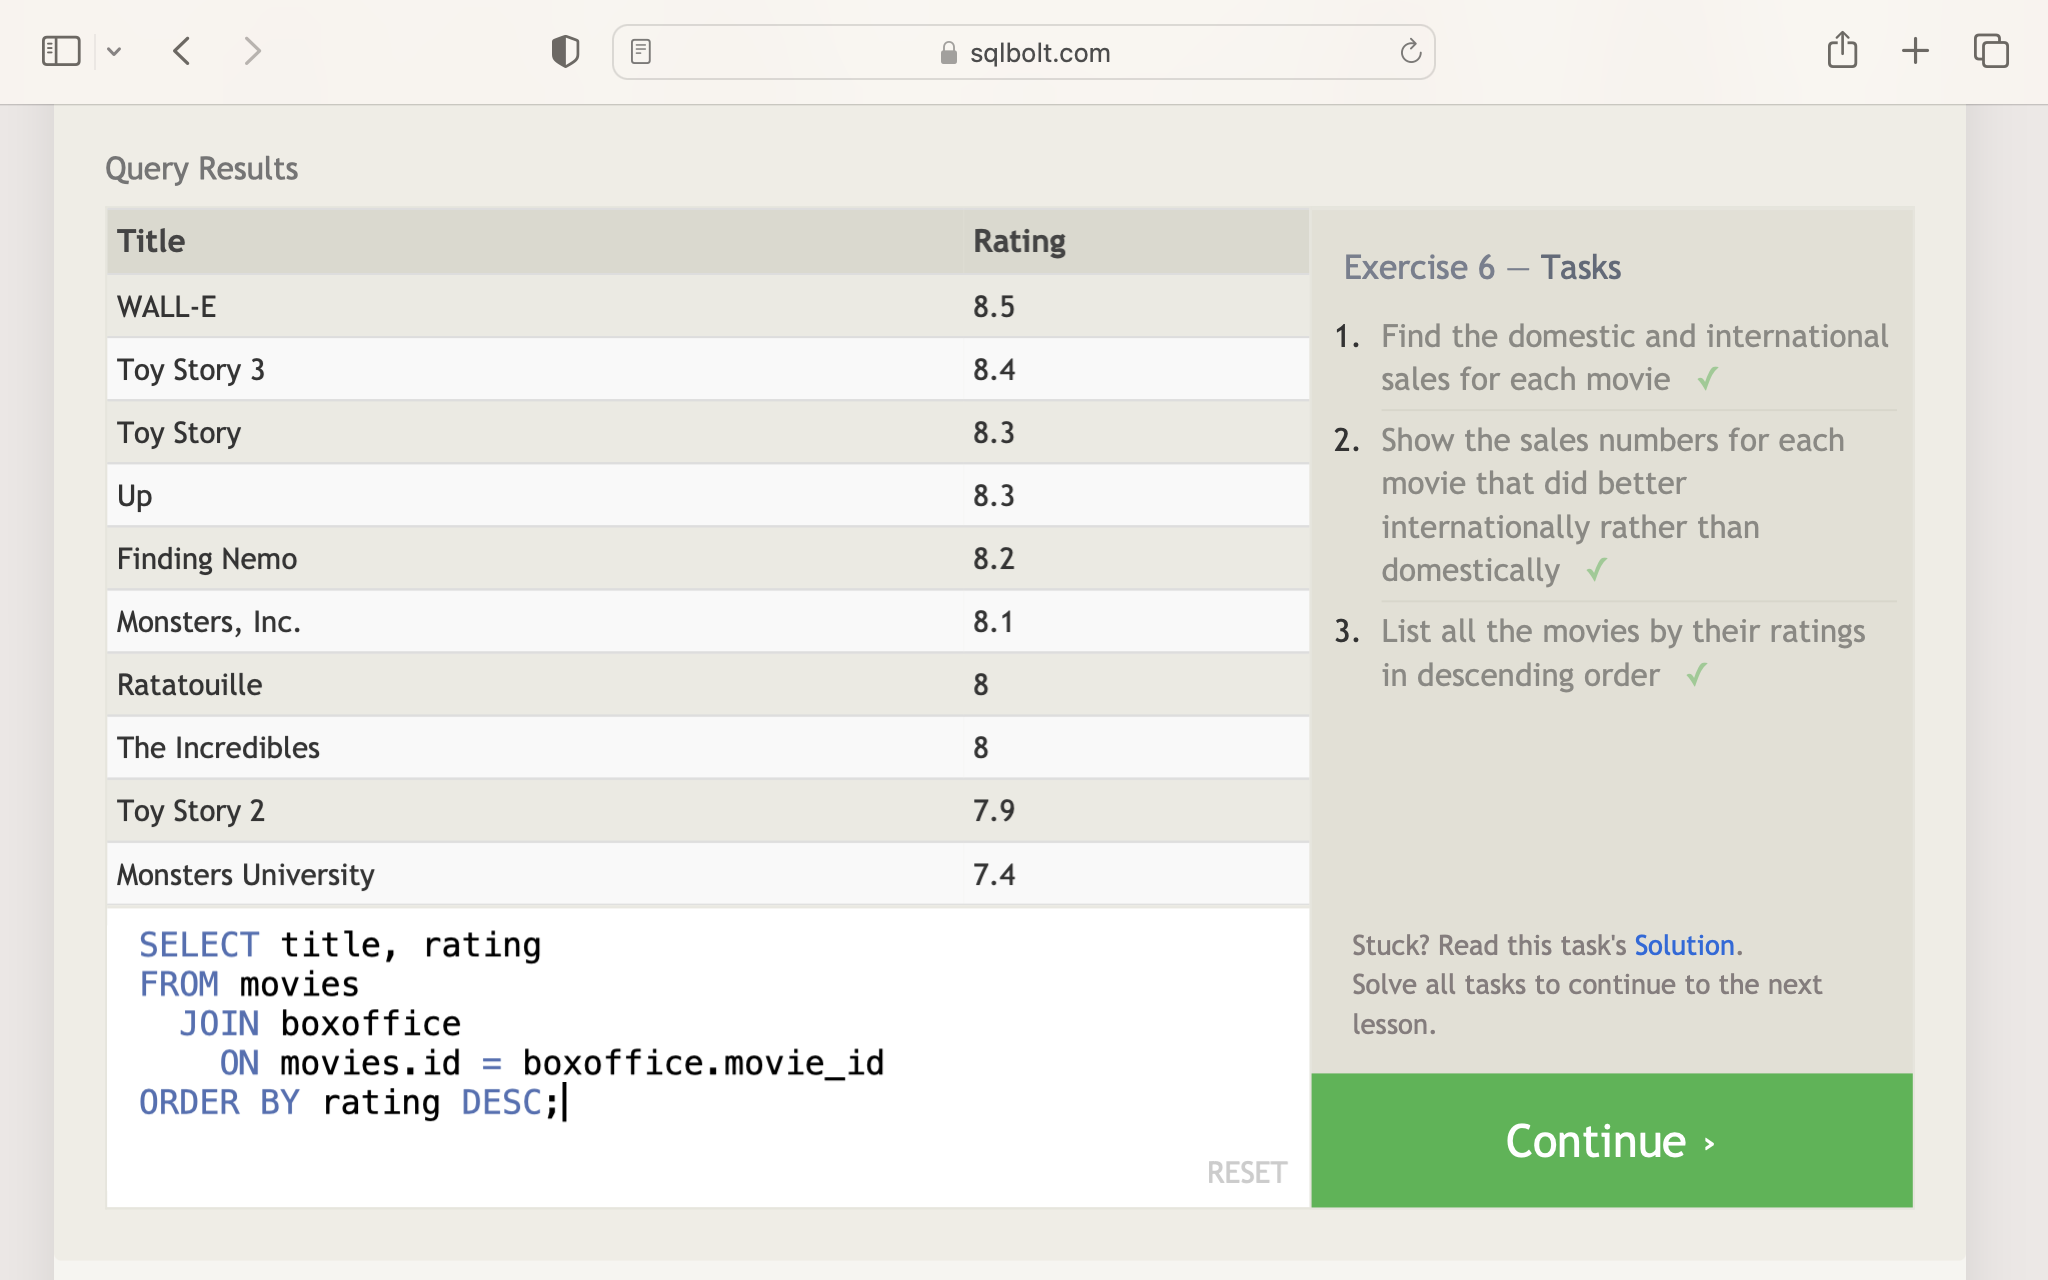 sqlbolt.com
Query Results
Title Rating
WALL-E 8.5
Toy Story 3 8.4
Toy Story 8.3
Up 8.3
Finding Nemo 8.2
Monsters, Inc. 8.1
Ratatouille 8
The Incredibles 8
Toy Story 2 7.9
Monsters University 7.4
SELECT title, rating
FROM movies
JOIN boxoffice
ON movies.id = boxoffice.movie_id
ORDER BY rating DESC;
RESET
Exercise 6 — Tasks
1. Find the domestic and international
sales for each movie ✓
2. Show the sales numbers for each
movie that did better
internationally rather than
domestically ✓
3. List all the movies by their ratings
in descending order ✓
Stuck? Read this task's Solution.
Solve all tasks to continue to the next
lesson.
Continue ›